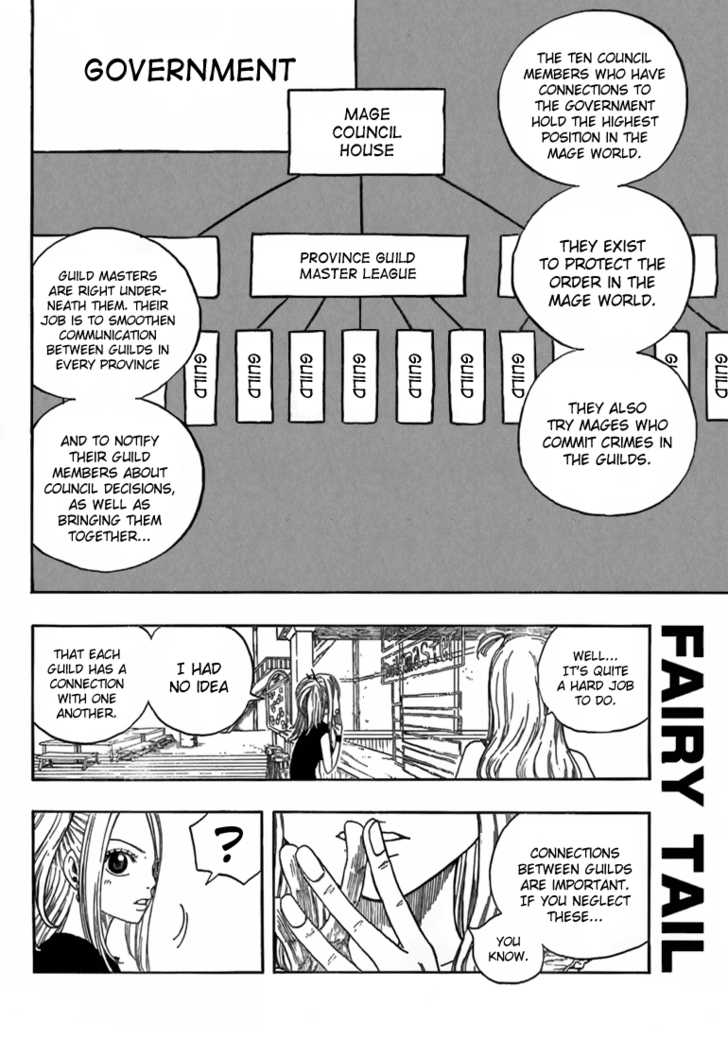 GOVERNMENT
MAGE
COUNCIL
HOUSE
THE TEN COUNCIL
MEMBERS WHO HAVE
CONNECTIONS TO
THE GOVERNMENT
HOLD THE HIGHEST
POSITION IN THE
MAGE WORLD.
THEY EXIST
TO PROTECT THE
ORDER IN THE
MAGE WORLD.
THEY ALSO
TRY MAGES WHO
COMMIT CRIMES IN
THE GUILDS.
PROVINCE GUILD
MASTER LEAGUE
GUILD
GUILD
GUILD
GUILD
GUILD
GUILD
GUILD
GUILD
GUILD MASTERS
ARE RIGHT UNDER-
NEATH THEM. THEIR
JOB IS TO SMOOTHEN
COMMUNICATION
BETWEEN GUILDS IN
EVERY PROVINCE
AND TO NOTIFY
THEIR GUILD
MEMBERS ABOUT
COUNCIL DECISIONS,
AS WELL AS
BRINGING THEM
TOGETHER...
WELL...
IT'S QUITE
A HARD JOB
TO DO.
I HAD
NO IDEA
THAT EACH
GUILD HAS A
CONNECTION
WITH ONE
ANOTHER.
CONNECTIONS
BETWEEN GUILDS
ARE IMPORTANT.
IF YOU NEGLECT
THESE...
YOU
KNOW.
?
FAIRY TAIL